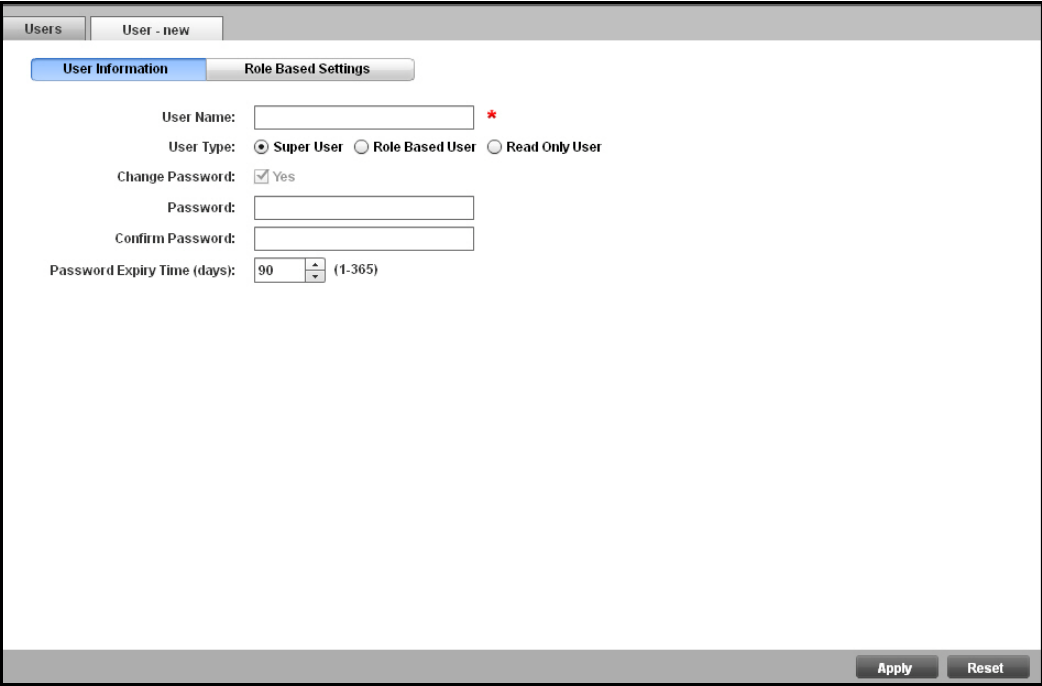 Users User - new
User Information Role Based Settings
User Name: *
User Type: Super User Role Based User Read Only User
Change Password: Yes
Password:
Confirm Password:
Password Expiry Time (days): 90 (1-365)
Apply Reset